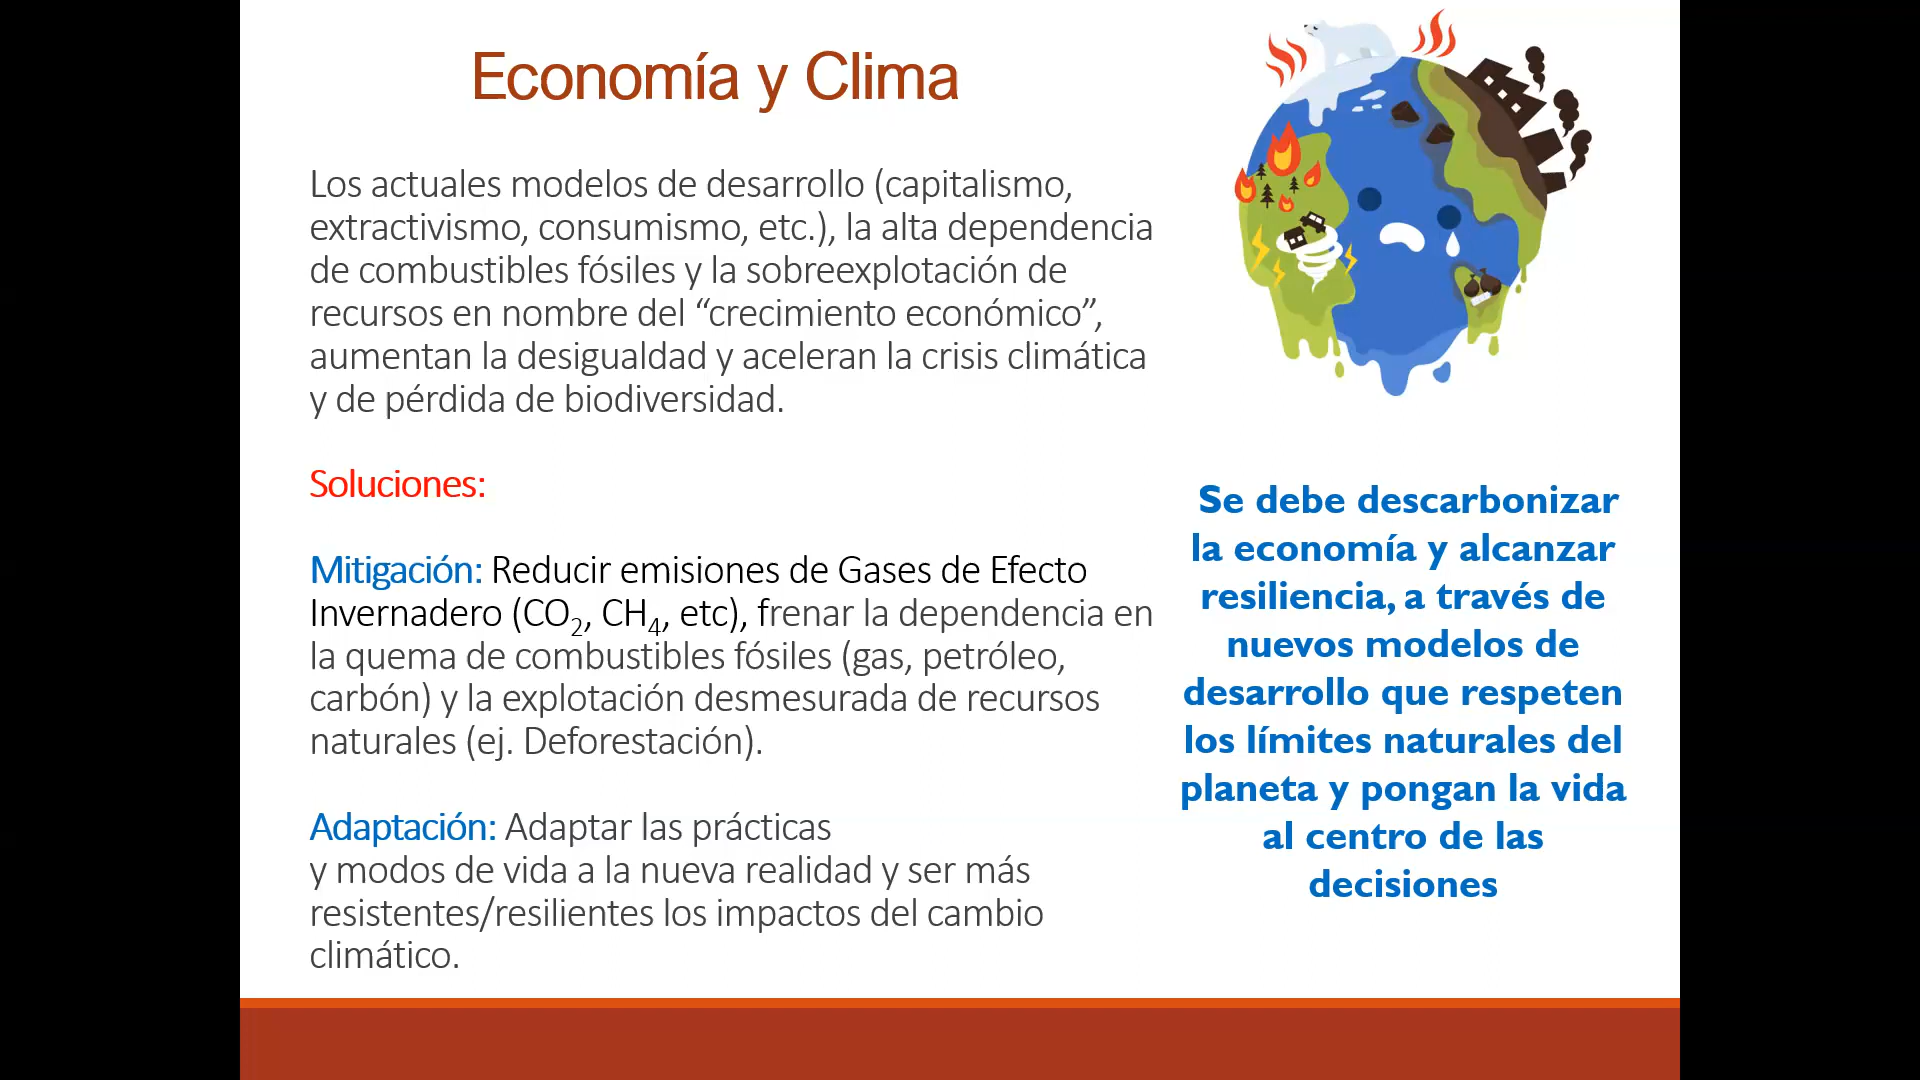 Economía y Clima
Los actuales modelos de desarrollo (capitalismo,
extractivismo, consumismo, etc.), la alta dependencia
de combustibles fósiles y la sobreexplotación de
recursos en nombre del “crecimiento económico”,
aumentan la desigualdad y aceleran la crisis climática
y de pérdida de biodiversidad.
Soluciones:
Mitigación: Reducir emisiones de Gases de Efecto
Invernadero (CO₂, CH₄, etc), frenar la dependencia en
la quema de combustibles fósiles (gas, petróleo,
carbón) y la explotación desmesurada de recursos
naturales (ej. Deforestación).
Adaptación: Adaptar las prácticas
y modos de vida a la nueva realidad y ser más
resistentes/resilientes los impactos del cambio
climático.
Se debe descarbonizar
la economía y alcanzar
resiliencia, a través de
nuevos modelos de
desarrollo que respeten
los límites naturales del
planeta y pongan la vida
al centro de las
decisiones